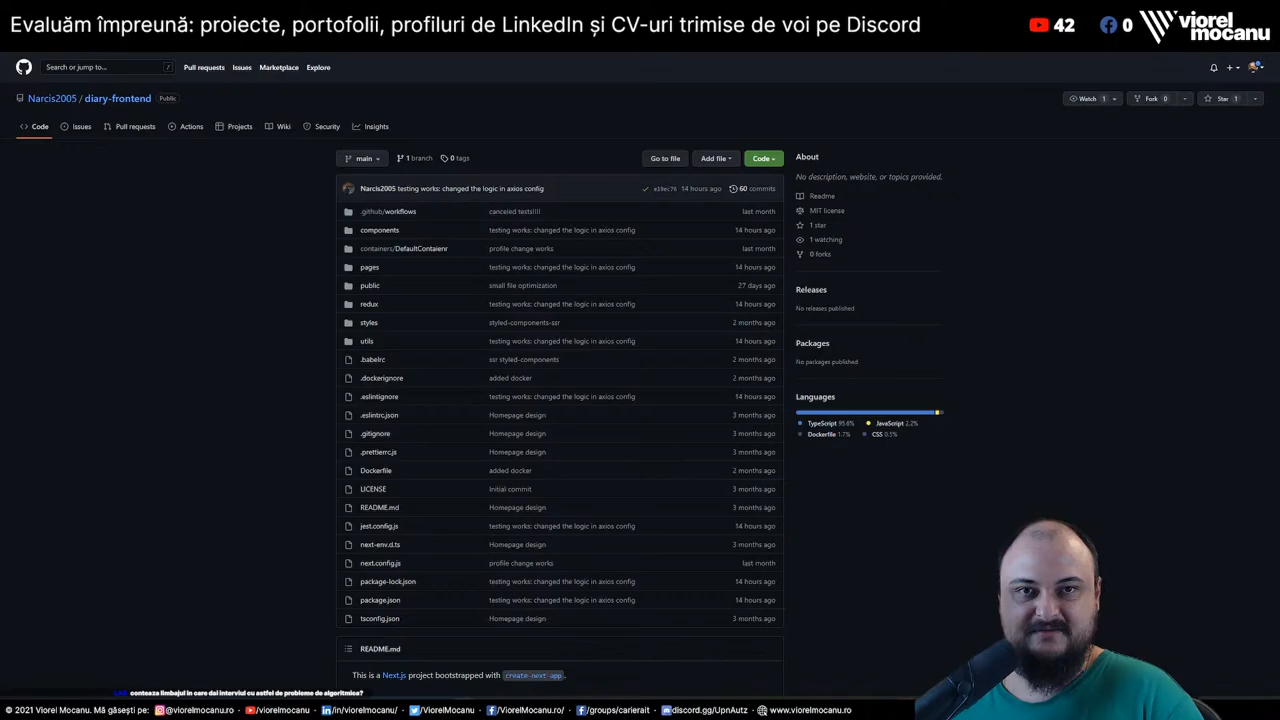 Evaluăm împreună: proiecte, portofolii, profiluri de LinkedIn și CV-uri trimise de voi pe Discord
42
0
viorel mocanu
Search or jump to...
/
Pull requests
Issues
Marketplace
Explore
Narcis2005 / diary-frontend
Public
Watch 1
Fork 0
Star 1
Code
Issues
Pull requests
Actions
Projects
Wiki
Security
Insights
main
1 branch
0 tags
Go to file
Add file
Code
Narcis2005 testing works: changed the logic in axios config
14 hours ago
60 commits
.github/workflows canceled tests!!!! last month
components testing works: changed the logic in axios config 14 hours ago
containers/DefaultContaienr profile change works last month
pages testing works: changed the logic in axios config 14 hours ago
public small file optimization 27 days ago
redux testing works: changed the logic in axios config 14 hours ago
styles styled-components-ssr 2 months ago
utils testing works: changed the logic in axios config 14 hours ago
.babelrc ssr styled-components 2 months ago
.dockerignore added docker 2 months ago
.eslintignore testing works: changed the logic in axios config 14 hours ago
.eslintrc.json Homepage design 3 months ago
.gitignore Homepage design 3 months ago
.prettierrc.js Homepage design 3 months ago
Dockerfile added docker 2 months ago
LICENSE Initial commit 3 months ago
README.md Homepage design 3 months ago
jest.config.js testing works: changed the logic in axios config 14 hours ago
next-env.d.ts Homepage design 3 months ago
next.config.js profile change works last month
package-lock.json testing works: changed the logic in axios config 14 hours ago
package.json testing works: changed the logic in axios config 14 hours ago
tsconfig.json Homepage design 3 months ago
README.md
This is a Next.js project bootstrapped with create-next-app.
About
No description, website, or topics provided.
Readme
MIT license
1 star
1 watching
0 forks
Releases
No releases published
Packages
No packages published
Languages
TypeScript 95.6%
JavaScript 2.2%
Dockerfile 1.7%
CSS 0.5%
conteaza limbajul in care dai interviul cu astfel de probleme de algoritmica?
© 2021 Viorel Mocanu. Mă găsești pe:
@viorelmocanu.ro
/viorelmocanu
/in/viorelmocanu/
/ViorelMocanu
/ViorelMocanu.ro/
/groups/carierait
discord.gg/UpnAutz
www.viorelmocanu.ro